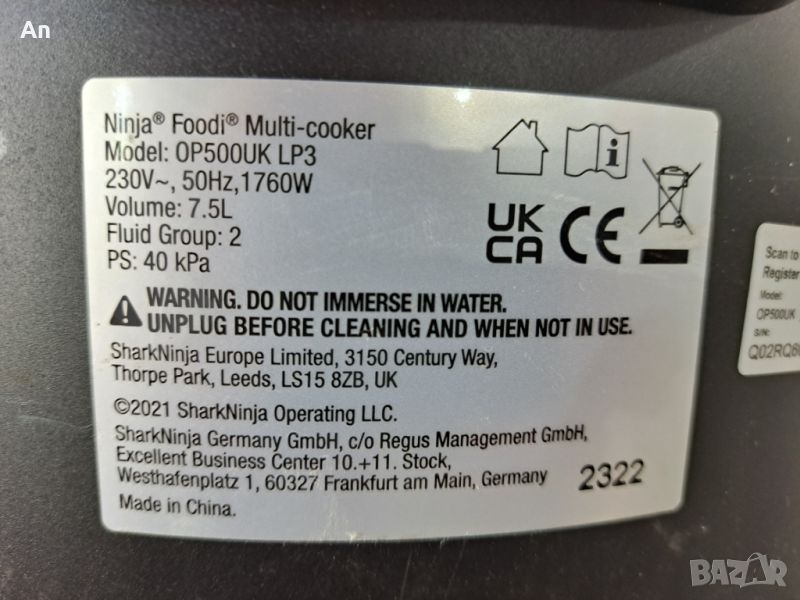 An
Ninja® Foodi® Multi-cooker
Model: OP500UK LP3
230V~, 50Hz,1760W
Volume: 7.5L
Fluid Group: 2
PS: 40 kPa
UK
CA CE
WARNING. DO NOT IMMERSE IN WATER.
UNPLUG BEFORE CLEANING AND WHEN NOT IN USE.
SharkNinja Europe Limited, 3150 Century Way,
Thorpe Park, Leeds, LS15 8ZB, UK
©2021 SharkNinja Operating LLC.
SharkNinja Germany GmbH, c/o Regus Management GmbH,
Excellent Business Center 10.+11. Stock,
Westhafenplatz 1, 60327 Frankfurt am Main, Germany
2322
Made in China.
Scan to
Register
Model:
OP500UK
S/N:
BAZAR